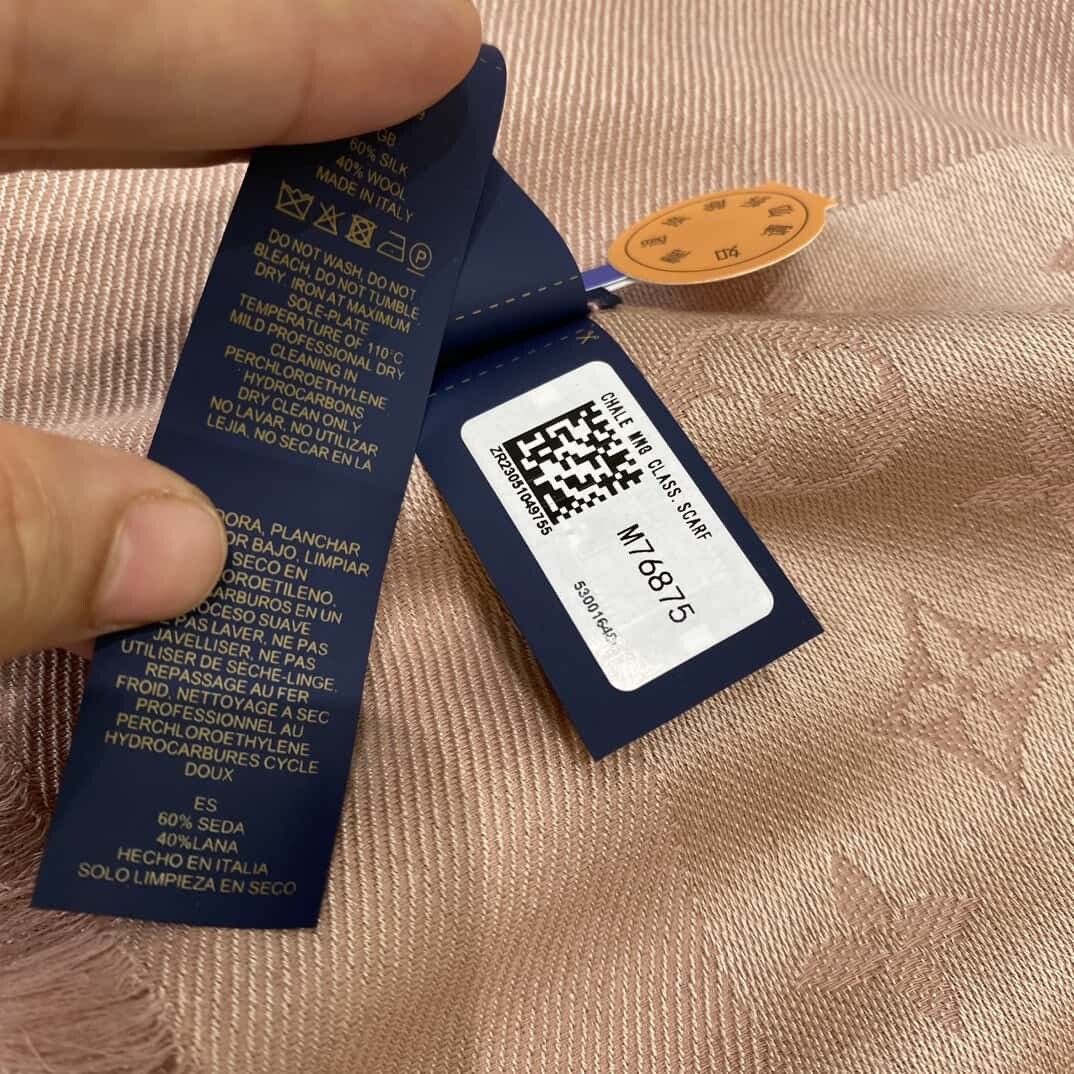 GB
60% SILK
40% WOOL
MADE IN ITALY
P
DO NOT WASH, DO NOT
BLEACH, DO NOT TUMBLE
DRY. IRON AT MAXIMUM
SOLE-PLATE
TEMPERATURE OF 110°C
MILD PROFESSIONAL DRY
CLEANING IN
PERCHLOROETHYLENE
HYDROCARBONS
DRY CLEAN ONLY
NO LAVAR, NO UTILIZAR
LEJIA, NO SECAR EN LA
DORA, PLANCHAR
OR BAJO, LIMPIAR
SECO EN
OROETILENO,
CARBUROS EN UN
PROCESO SUAVE
PAS LAVER, NE PAS
JAVELLISER, NE PAS
UTILISER DE SÈCHE-LINGE.
REPASSAGE AU FER
FROID, NETTOYAGE A SEC
PROFESSIONNEL AU
PERCHLOROETHYLENE
HYDROCARBURES CYCLE
DOUX
ES
60% SEDA
40%LANA
HECHO EN ITALIA
SOLO LIMPIEZA EN SECO
CHALE MNG CLASS. SCARF
ZR23051049755
M76875